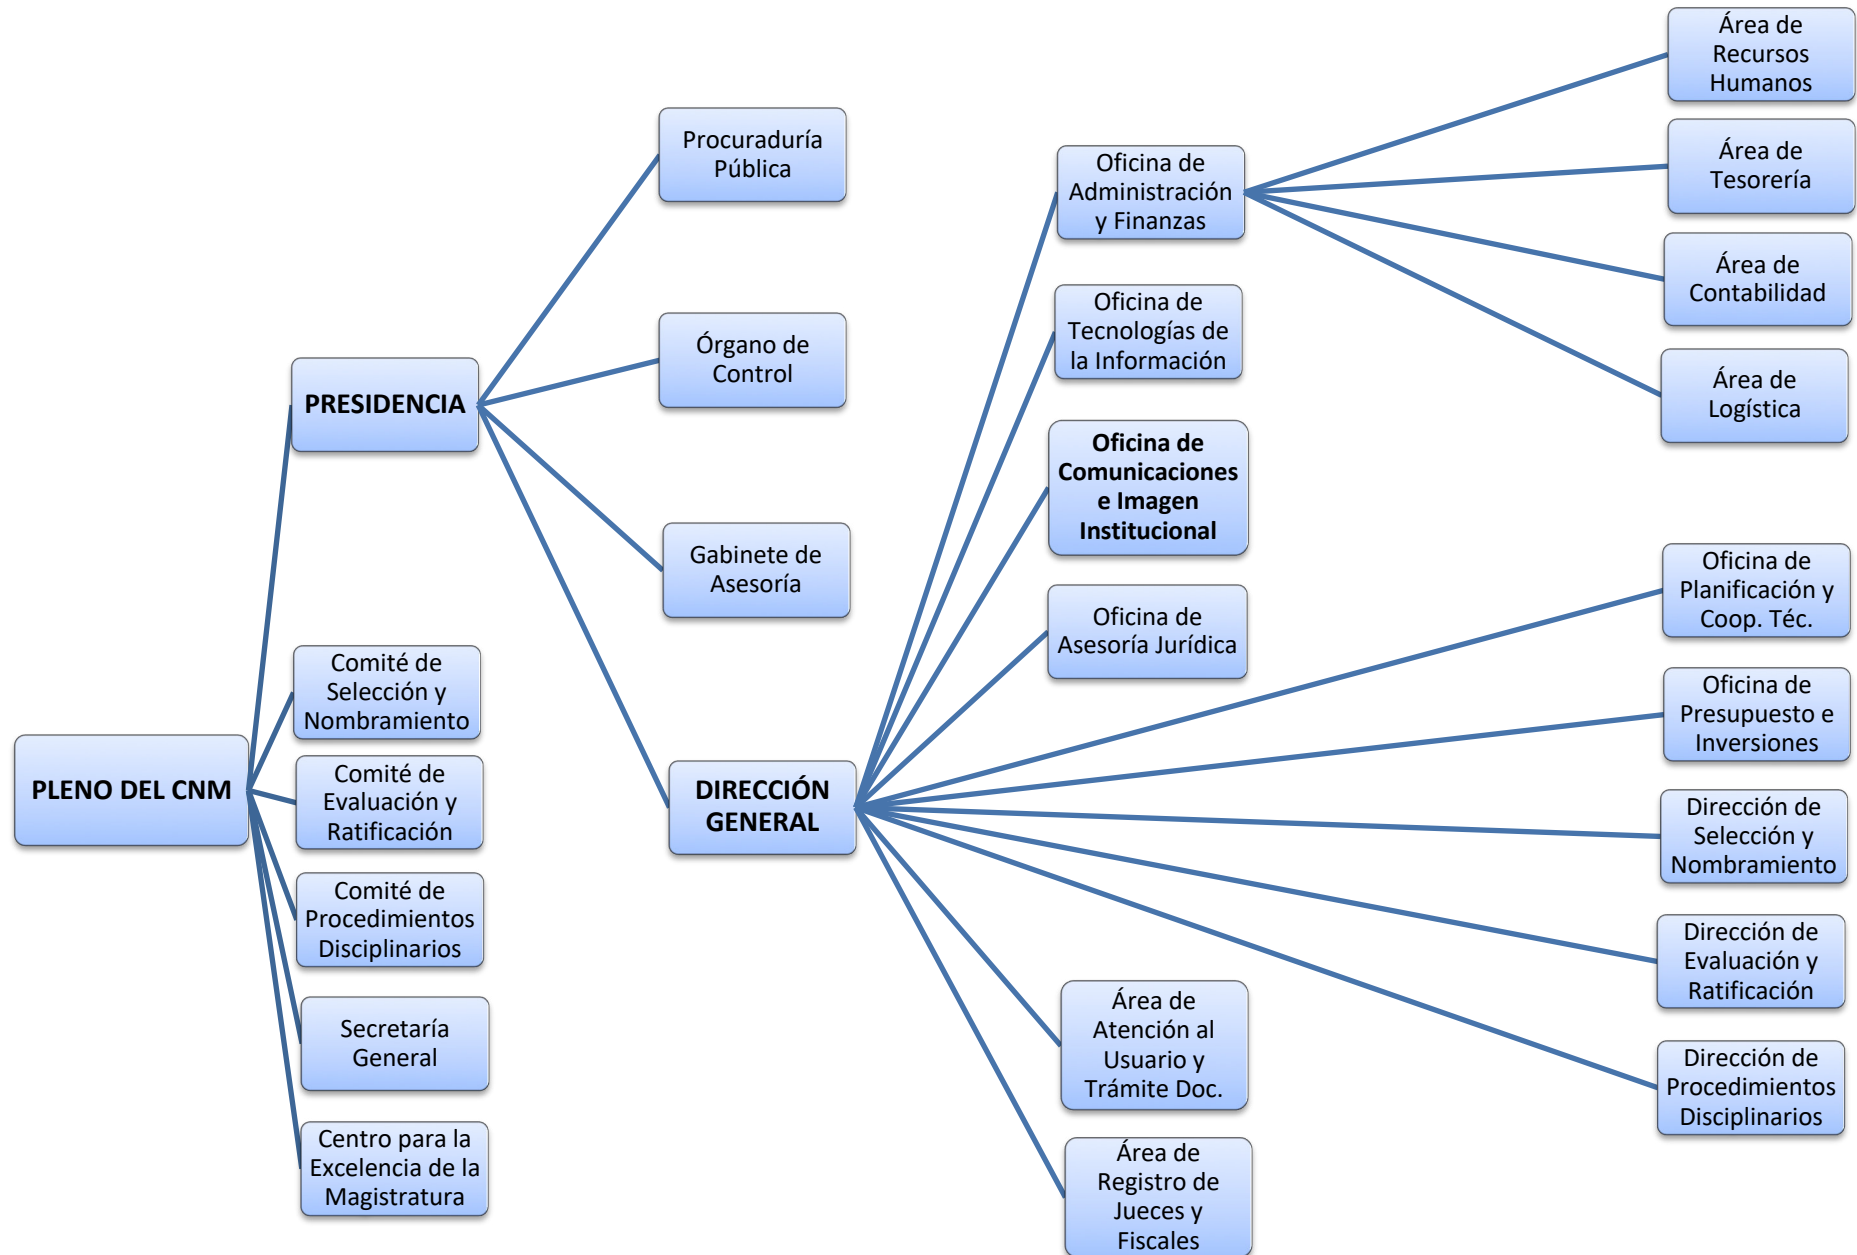 PLENO DEL CNM
PRESIDENCIA
Comité de
Selección y
Nombramiento
Comité de
Evaluación y
Ratificación
Comité de
Procedimientos
Disciplinarios
Secretaría
General
Centro para la
Excelencia de la
Magistratura
Procuraduría
Pública
Órgano de
Control
Gabinete de
Asesoría
DIRECCIÓN
GENERAL
Oficina de
Administración
y Finanzas
Oficina de
Tecnologías de
la Información
Oficina de
Comunicaciones
e Imagen
Institucional
Oficina de
Asesoría Jurídica
Área de
Atención al
Usuario y
Trámite Doc.
Área de
Registro de
Jueces y
Fiscales
Área de
Recursos
Humanos
Área de
Tesorería
Área de
Contabilidad
Área de
Logística
Oficina de
Planificación y
Coop. Téc.
Oficina de
Presupuesto e
Inversiones
Dirección de
Selección y
Nombramiento
Dirección de
Evaluación y
Ratificación
Dirección de
Procedimientos
Disciplinarios